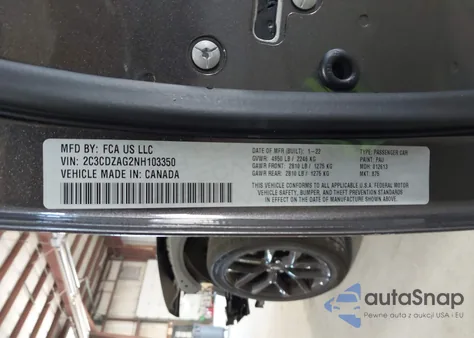 MFD BY: FCA US LLC
VIN: 2C3CDZAG2NH103350
VEHICLE MADE IN: CANADA
DATE OF MFR (BUILT): 1-22
GVWR: 4950 LB / 2246 KG
GAWR FRONT: 2810 LB / 1275 KG
GAWR REAR: 2810 LB / 1275 KG
TYPE: PASSENGER CAR
PAINT: PAU
MDH: 012613
MKT: 970
THIS VEHICLE CONFORMS TO ALL APPLICABLE U.S.A. FEDERAL MOTOR
VEHICLE SAFETY, BUMPER, AND THEFT PREVENTION STANDARDS
IN EFFECT ON THE DATE OF MANUFACTURE SHOWN ABOVE
autoSnap
Pewne auta z aukcji USA i EU